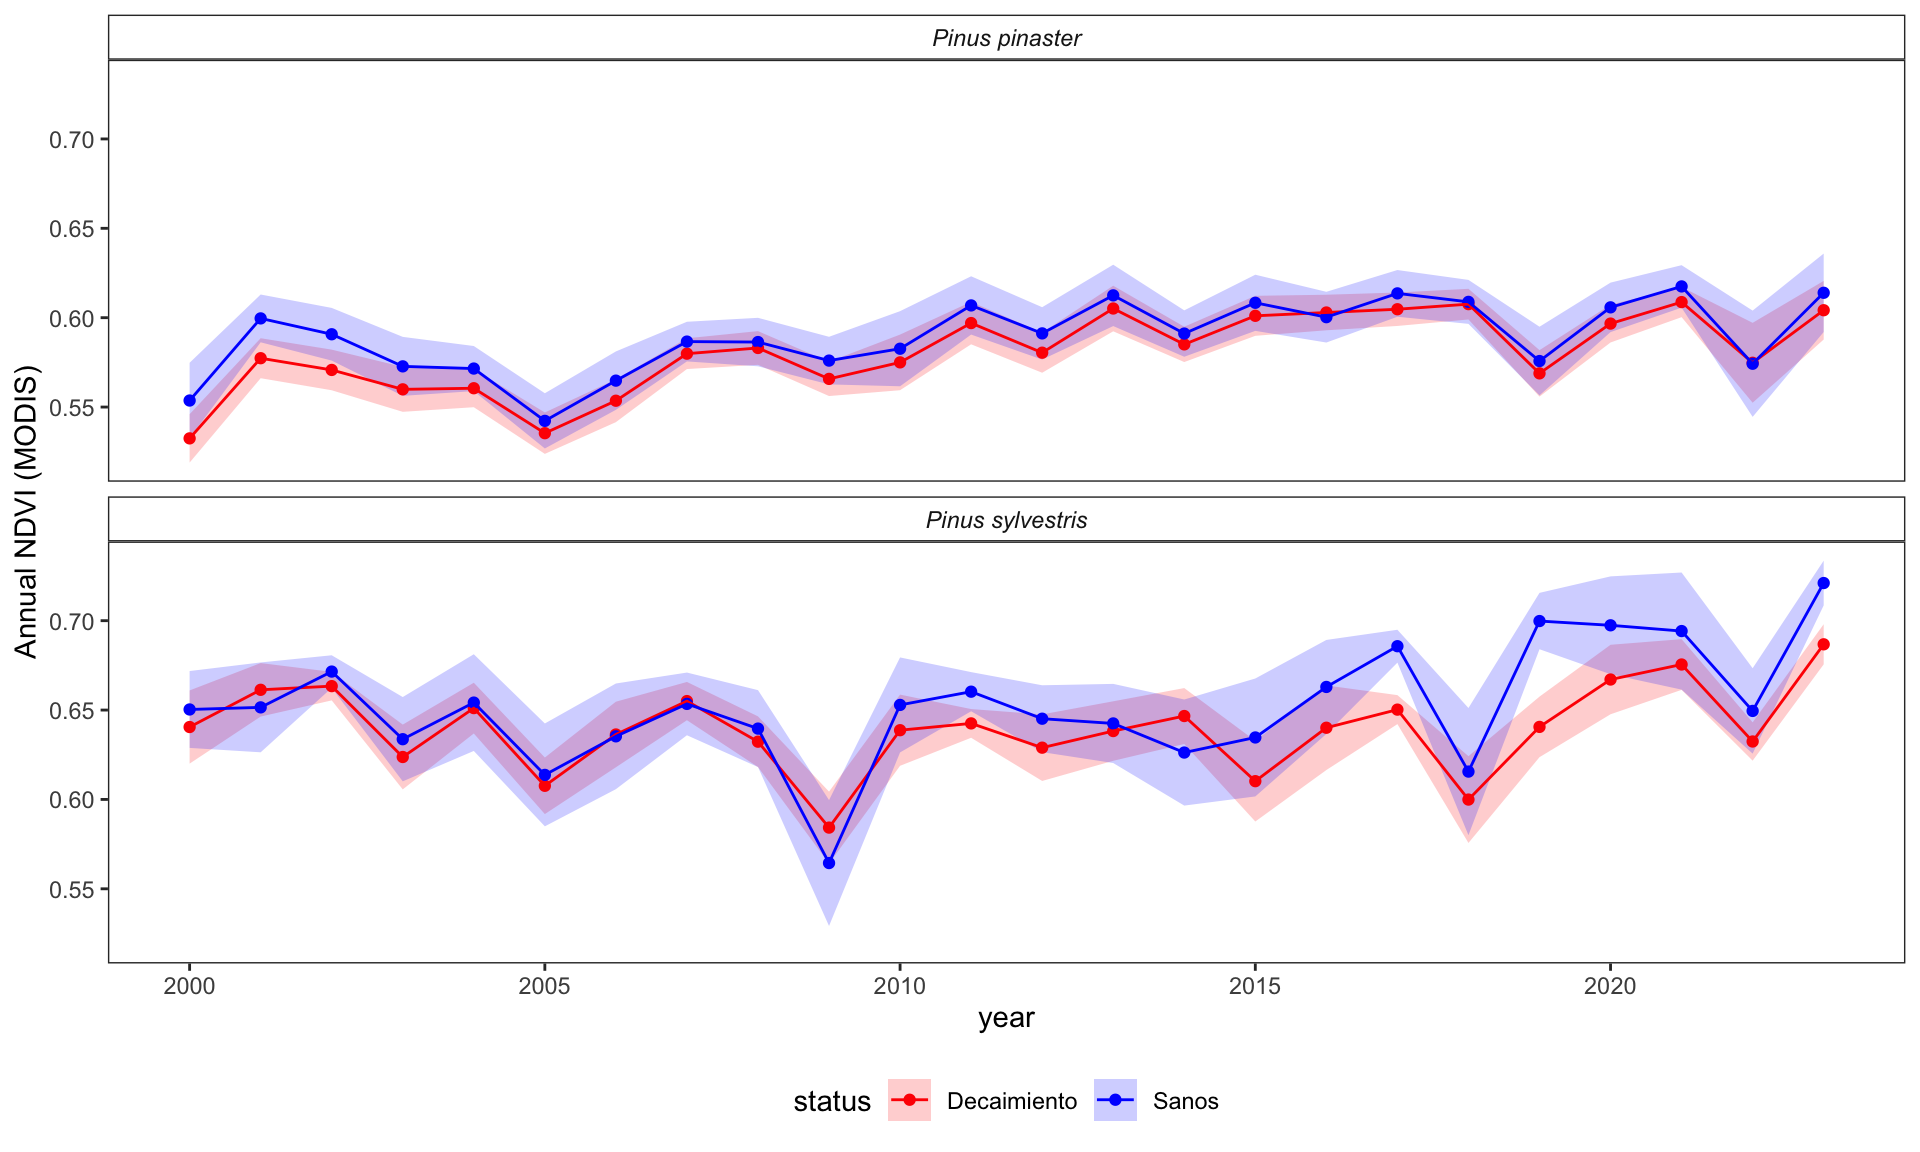 Pinus pinaster
0.70
0.65
0.60
0.55
Annual NDVI (MODIS)
Pinus sylvestris
0.70
0.65
0.60
0.55
2000 2005 2010 2015 2020
year
status Decaimiento Sanos